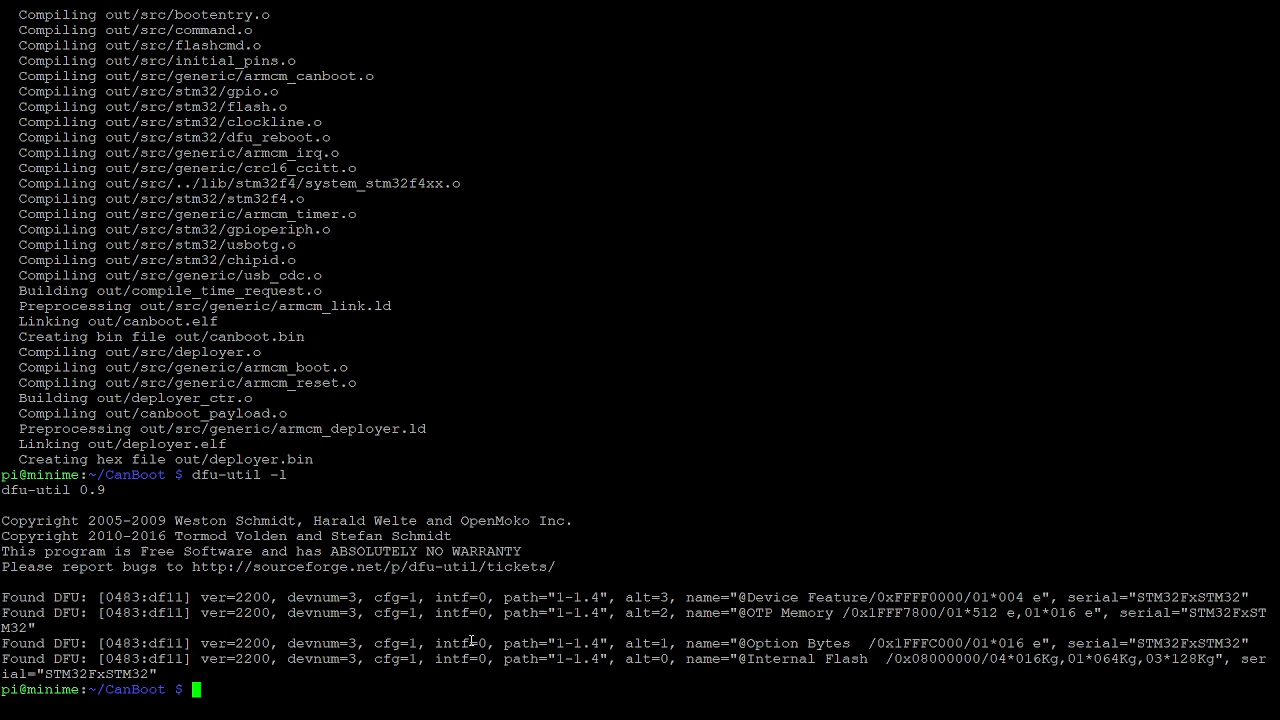 Compiling out/src/bootentry.o
Compiling out/src/command.o
Compiling out/src/flashcmd.o
Compiling out/src/initial_pins.o
Compiling out/src/generic/armcm_canboot.o
Compiling out/src/stm32/gpio.o
Compiling out/src/stm32/flash.o
Compiling out/src/stm32/clockline.o
Compiling out/src/stm32/dfu_reboot.o
Compiling out/src/generic/armcm_irq.o
Compiling out/src/generic/crc16_ccitt.o
Compiling out/src/../lib/stm32f4/system_stm32f4xx.o
Compiling out/src/stm32/stm32f4.o
Compiling out/src/generic/armcm_timer.o
Compiling out/src/stm32/gpioperiph.o
Compiling out/src/stm32/usbotg.o
Compiling out/src/stm32/chipid.o
Compiling out/src/generic/usb_cdc.o
Building out/compile_time_request.o
Preprocessing out/src/generic/armcm_link.ld
Linking out/canboot.elf
Creating bin file out/canboot.bin
Compiling out/src/deployer.o
Compiling out/src/generic/armcm_boot.o
Compiling out/src/generic/armcm_reset.o
Building out/deployer_ctr.o
Compiling out/canboot_payload.o
Preprocessing out/src/generic/armcm_deployer.ld
Linking out/deployer.elf
Creating hex file out/deployer.bin
pi@minime:~/CanBoot $ dfu-util -l
dfu-util 0.9
Copyright 2005-2009 Weston Schmidt, Harald Welte and OpenMoko Inc.
Copyright 2010-2016 Tormod Volden and Stefan Schmidt
This program is Free Software and has ABSOLUTELY NO WARRANTY
Please report bugs to http://sourceforge.net/p/dfu-util/tickets/
Found DFU: [0483:df11] ver=2200, devnum=3, cfg=1, intf=0, path="1-1.4", alt=3, name="@Device Feature/0xFFFF0000/01*004 e", serial="STM32FxSTM32"
Found DFU: [0483:df11] ver=2200, devnum=3, cfg=1, intf=0, path="1-1.4", alt=2, name="@OTP Memory /0x1FFF7800/01*512 e,01*016 e", serial="STM32FxST
M32"
Found DFU: [0483:df11] ver=2200, devnum=3, cfg=1, intf=0, path="1-1.4", alt=1, name="@Option Bytes  /0x1FFFC000/01*016 e", serial="STM32FxSTM32"
Found DFU: [0483:df11] ver=2200, devnum=3, cfg=1, intf=0, path="1-1.4", alt=0, name="@Internal Flash  /0x08000000/04*016Kg,01*064Kg,03*128Kg", ser
ial="STM32FxSTM32"
pi@minime:~/CanBoot $